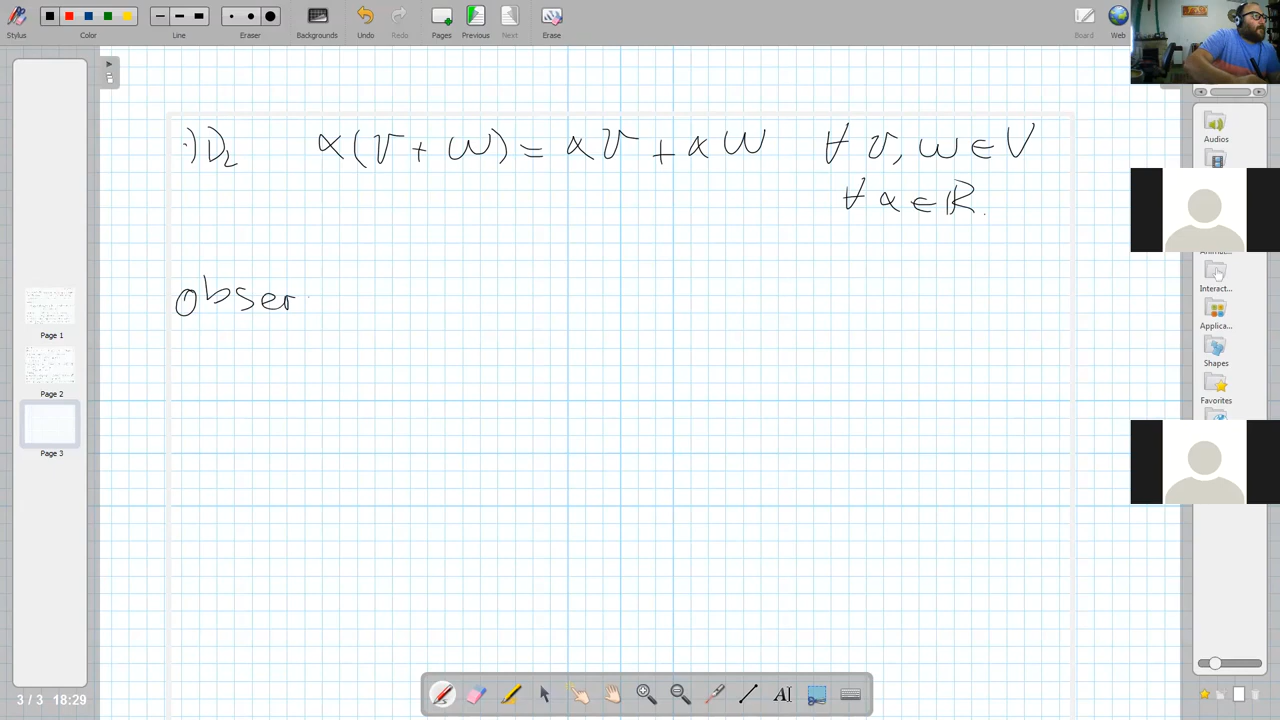 Stylus
Color
Line
Eraser
Backgrounds
Undo
Redo
Pages
Previous
Next
Erase
Board
Web
·) D₂ α(v + w) = αv + αw ∀ v, w ∈ V
∀ α ∈ ℝ.
Obser
Page 1
Page 2
Page 3
3 / 3 18:29
Audios
Interact...
Applica...
Shapes
Favorites